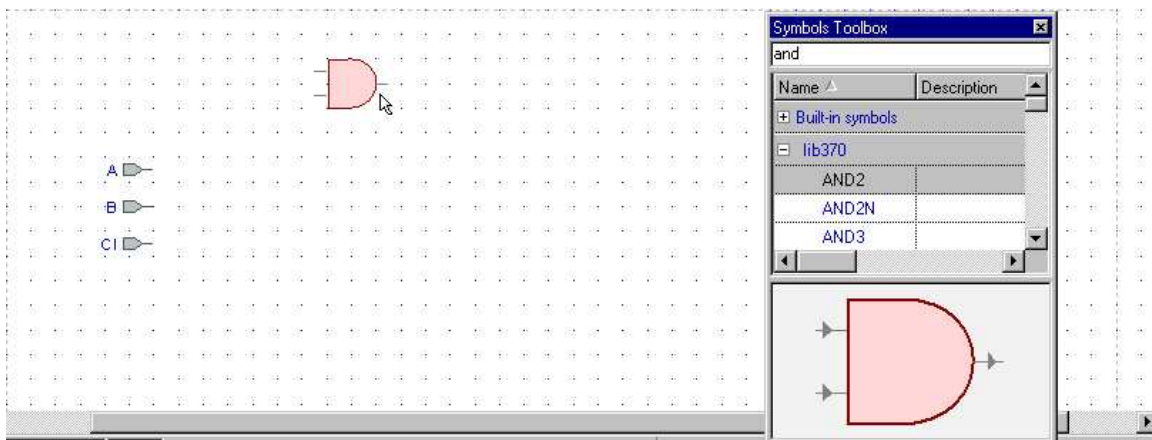 Symbols Toolbox
and
Name Description
Built-in symbols
lib370
AND2
AND2N
AND3
A
B
CI